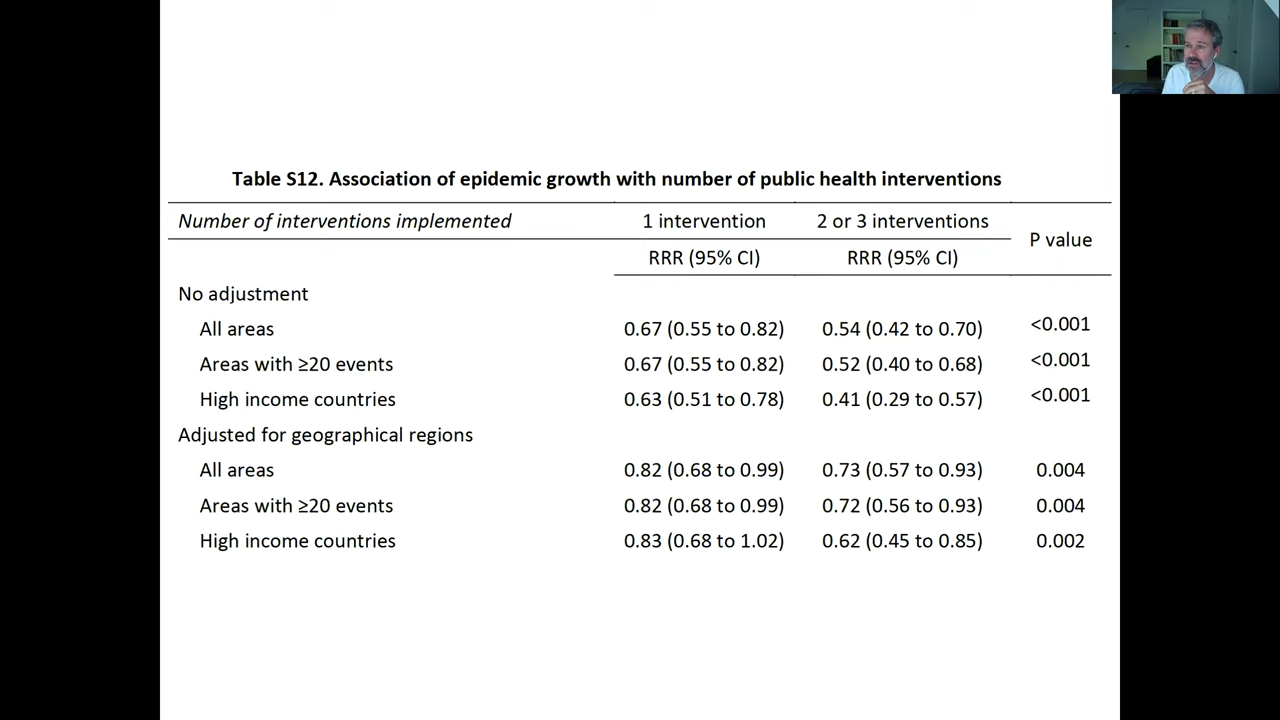 Table S12. Association of epidemic growth with number of public health interventions
Number of interventions implemented 1 intervention 2 or 3 interventions P value
RRR (95% CI) RRR (95% CI)
No adjustment
All areas 0.67 (0.55 to 0.82) 0.54 (0.42 to 0.70) <0.001
Areas with ≥20 events 0.67 (0.55 to 0.82) 0.52 (0.40 to 0.68) <0.001
High income countries 0.63 (0.51 to 0.78) 0.41 (0.29 to 0.57) <0.001
Adjusted for geographical regions
All areas 0.82 (0.68 to 0.99) 0.73 (0.57 to 0.93) 0.004
Areas with ≥20 events 0.82 (0.68 to 0.99) 0.72 (0.56 to 0.93) 0.004
High income countries 0.83 (0.68 to 1.02) 0.62 (0.45 to 0.85) 0.002